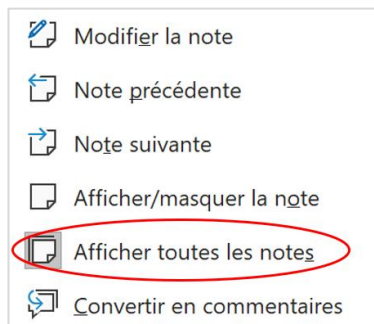 Modifier la note
Note précédente
Note suivante
Afficher/masquer la note
Afficher toutes les notes
Convertir en commentaires